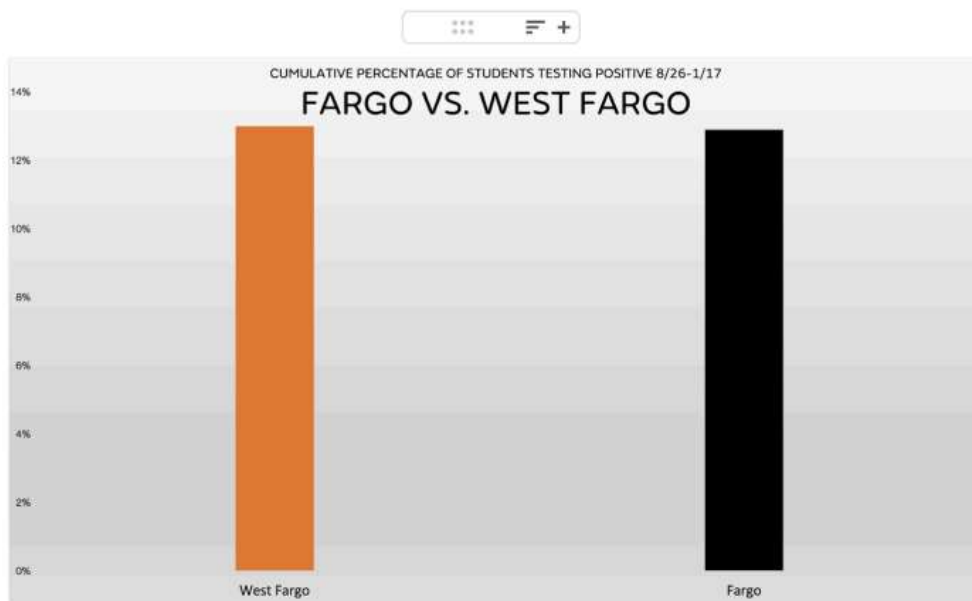 CUMULATIVE PERCENTAGE OF STUDENTS TESTING POSITIVE 8/26-1/17
FARGO VS. WEST FARGO
14%
12%
10%
8%
6%
4%
2%
0%
West Fargo
Fargo